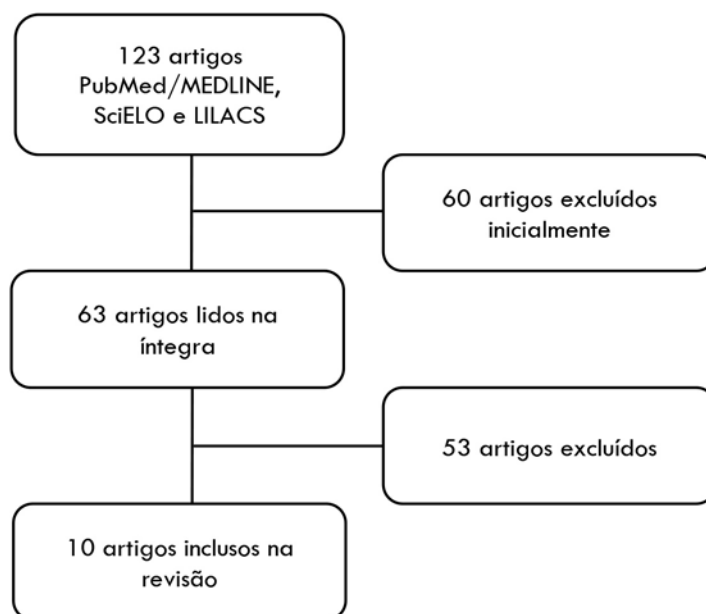 123 artigos
PubMed/MEDLINE,
SciELO e LILACS
60 artigos excluídos
inicialmente
63 artigos lidos na
íntegra
53 artigos excluídos
10 artigos inclusos na
revisão